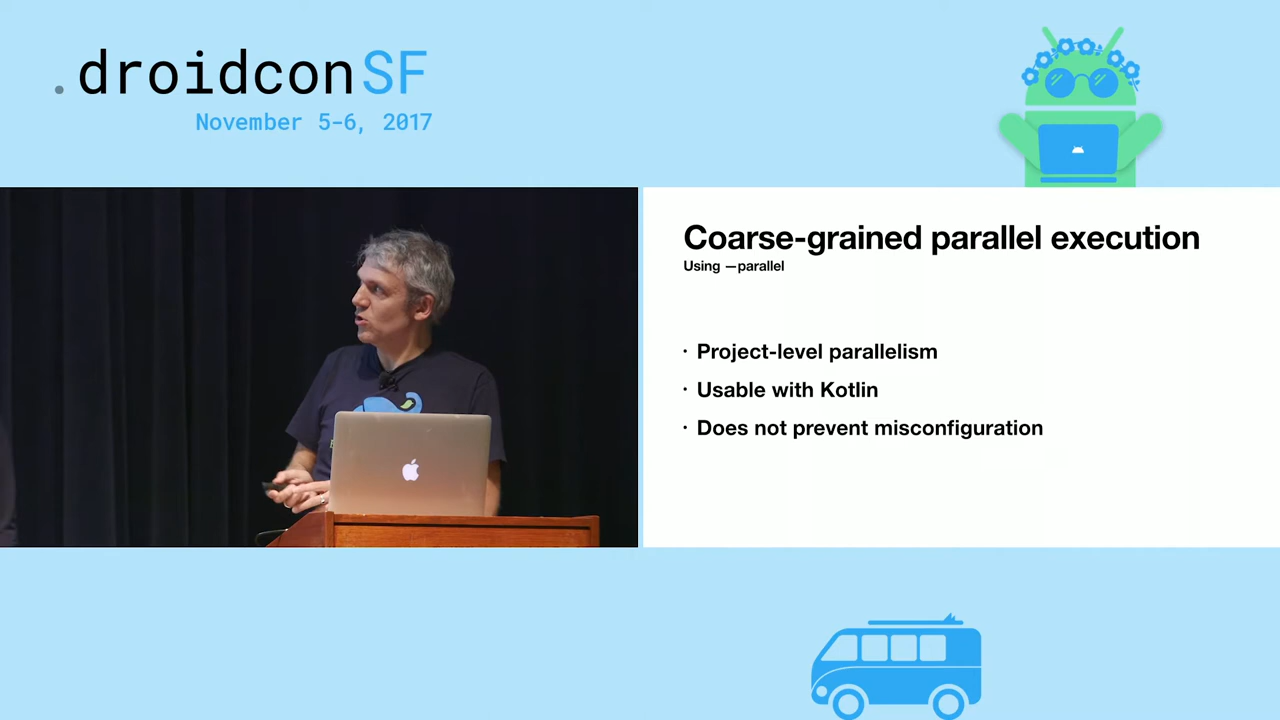 .droidconSF
November 5-6, 2017
Coarse-grained parallel execution
Using —parallel
· Project-level parallelism
· Usable with Kotlin
· Does not prevent misconfiguration